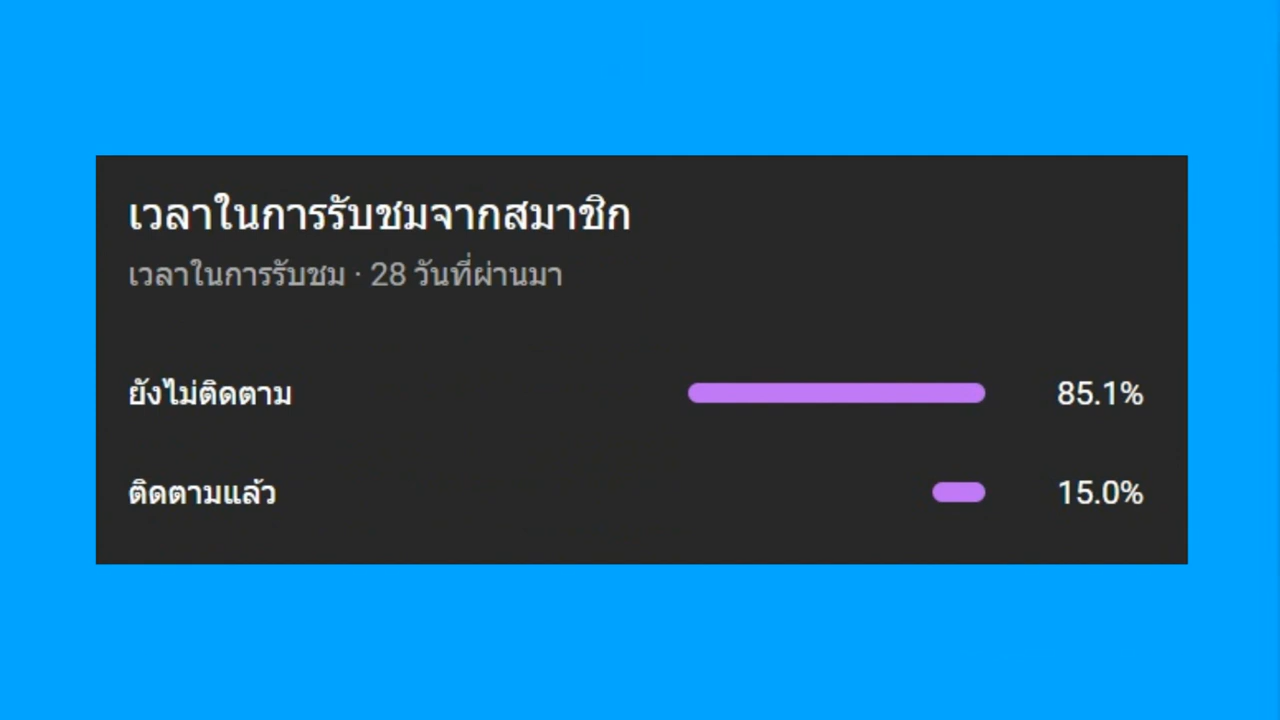 เวลาในการรับชมจากสมาชิก
เวลาในการรับชม · 28 วันที่ผ่านมา
ยังไม่ติดตาม 85.1%
ติดตามแล้ว 15.0%